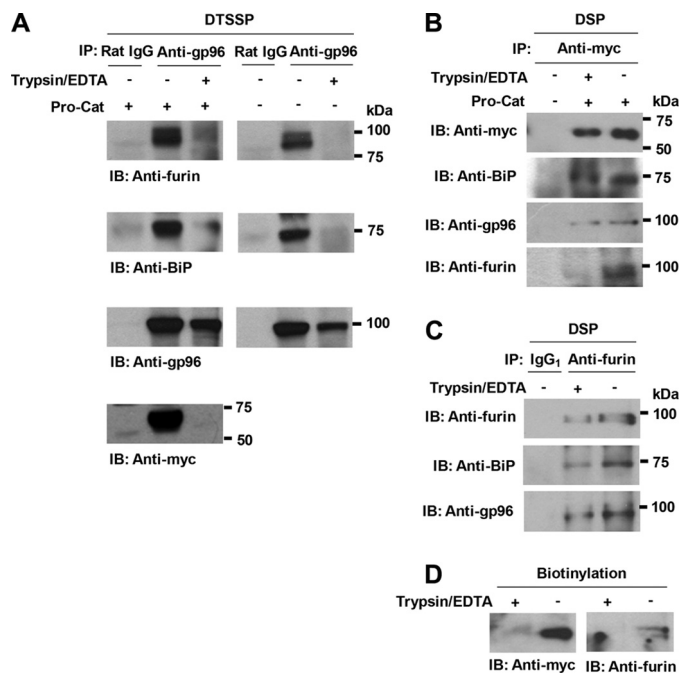 A
DTSSP
IP: Rat IgG Anti-gp96 Rat IgG Anti-gp96
Trypsin/EDTA - - + - - +
Pro-Cat + + + - - - kDa
100
75
IB: Anti-furin
75
IB: Anti-BiP
100
IB: Anti-gp96
75
50
IB: Anti-myc
B
DSP
IP: Anti-myc
Trypsin/EDTA - + -
Pro-Cat - + + kDa
IB: Anti-myc 75
50
IB: Anti-BiP 75
IB: Anti-gp96 100
IB: Anti-furin 100
C
DSP
IP: IgG1 Anti-furin
Trypsin/EDTA - + -
kDa
IB: Anti-furin 100
IB: Anti-BiP 75
IB: Anti-gp96 100
D
Biotinylation
Trypsin/EDTA + - + -
IB: Anti-myc IB: Anti-furin